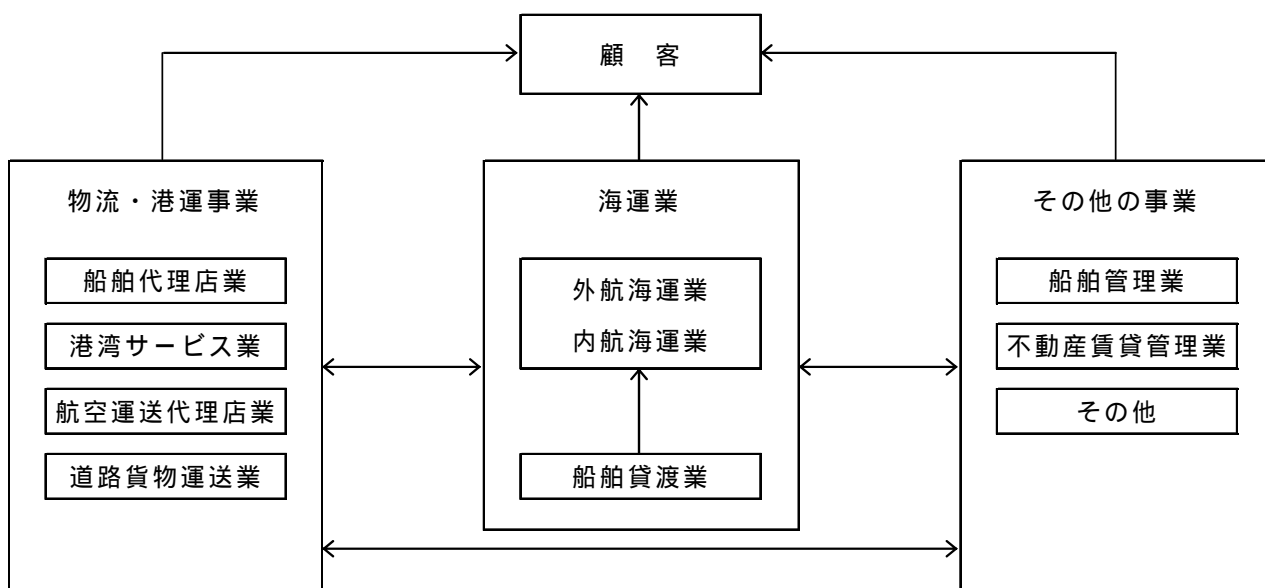 顧 客
物流・港運事業
船舶代理店業
港湾サービス業
航空運送代理店業
道路貨物運送業
海運業
外航海運業
内航海運業
船舶貸渡業
その他の事業
船舶管理業
不動産賃貸管理業
その他